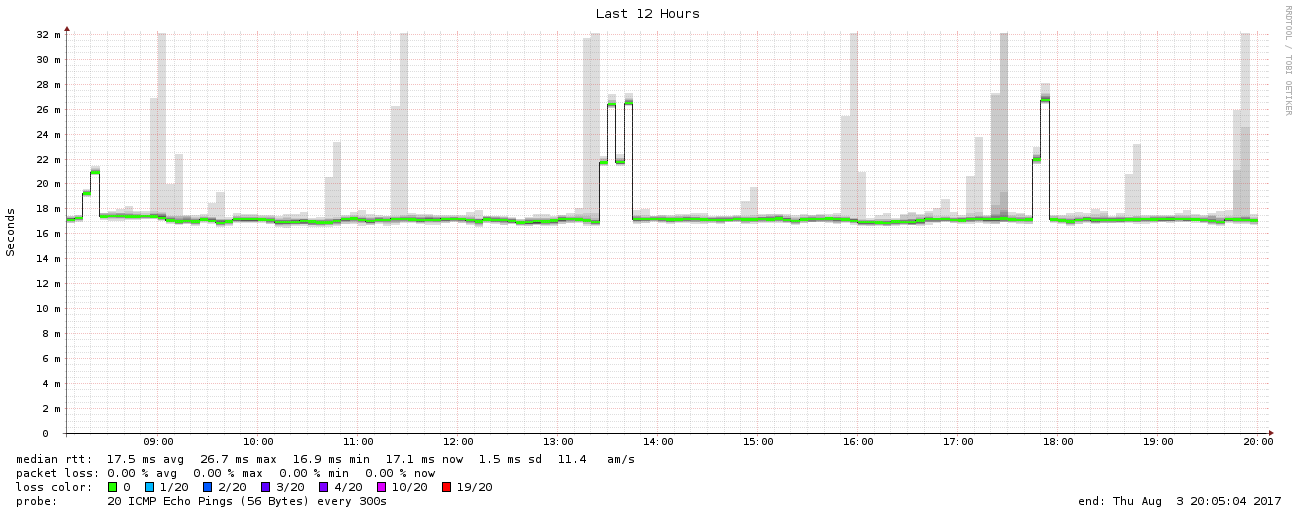 Last 12 Hours
RRDTOOL / TOBI OETIKER
Seconds
32 m
30 m
28 m
26 m
24 m
22 m
20 m
18 m
16 m
14 m
12 m
10 m
8 m
6 m
4 m
2 m
0
09:00 10:00 11:00 12:00 13:00 14:00 15:00 16:00 17:00 18:00 19:00 20:00
median rtt: 17.5 ms avg 26.7 ms max 16.9 ms min 17.1 ms now 1.5 ms sd 11.4 am/s
packet loss: 0.00 % avg 0.00 % max 0.00 % min 0.00 % now
loss color: 0 1/20 2/20 3/20 4/20 10/20 19/20
probe: 20 ICMP Echo Pings (56 Bytes) every 300s end: Thu Aug 3 20:05:04 2017